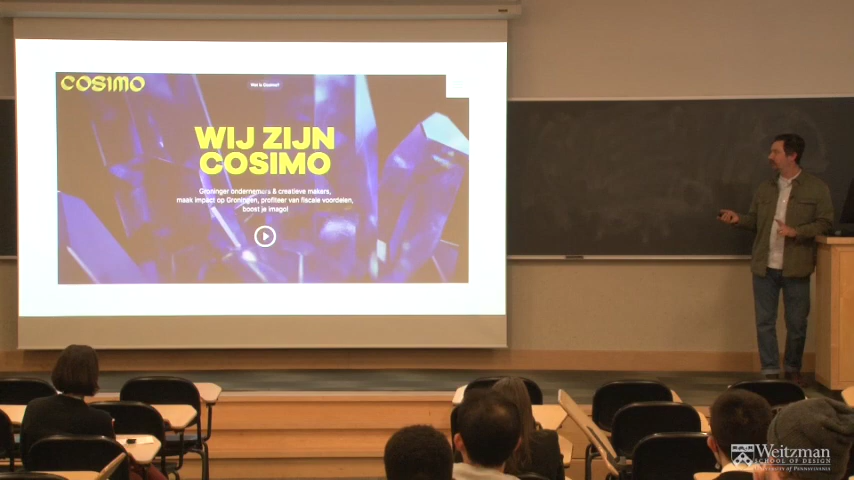 COSIMO
Wat is Cosimo?
WIJ ZIJN
COSIMO
Groninger ondernemers & creatieve makers,
maak impact op Groningen, profiteer van fiscale voordelen,
boost je imago!
Weitzman
SCHOOL OF DESIGN
UNIVERSITY OF PENNSYLVANIA